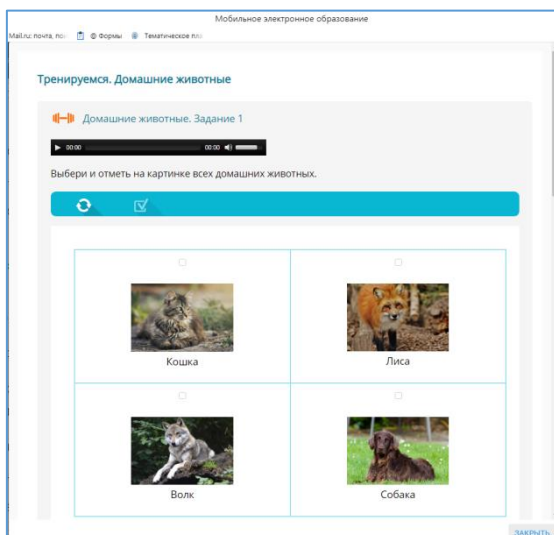 Мобильное электронное образование
Mail.ru: почта, по Формы Тематическое пла
Тренируемся. Домашние животные
Домашние животные. Задание 1
00:00 00:00
Выбери и отметь на картинке всех домашних животных.
Кошка Лиса
Волк Собака
ЗАКРЫТЬ